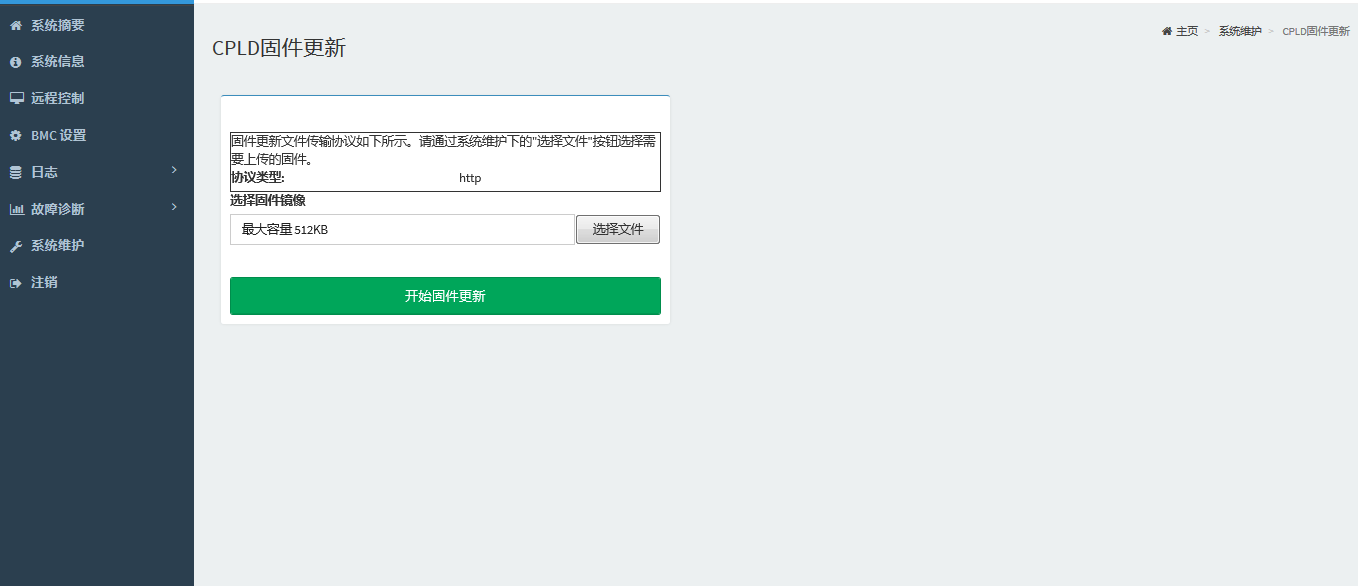 系统摘要
系统信息
远程控制
BMC 设置
日志
故障诊断
系统维护
注销
主页 > 系统维护 > CPLD固件更新
CPLD固件更新
固件更新文件传输协议如下所示。请通过系统维护下的"选择文件"按钮选择需
要上传的固件。
协议类型: http
选择固件镜像
最大容量 512KB 选择文件
开始固件更新